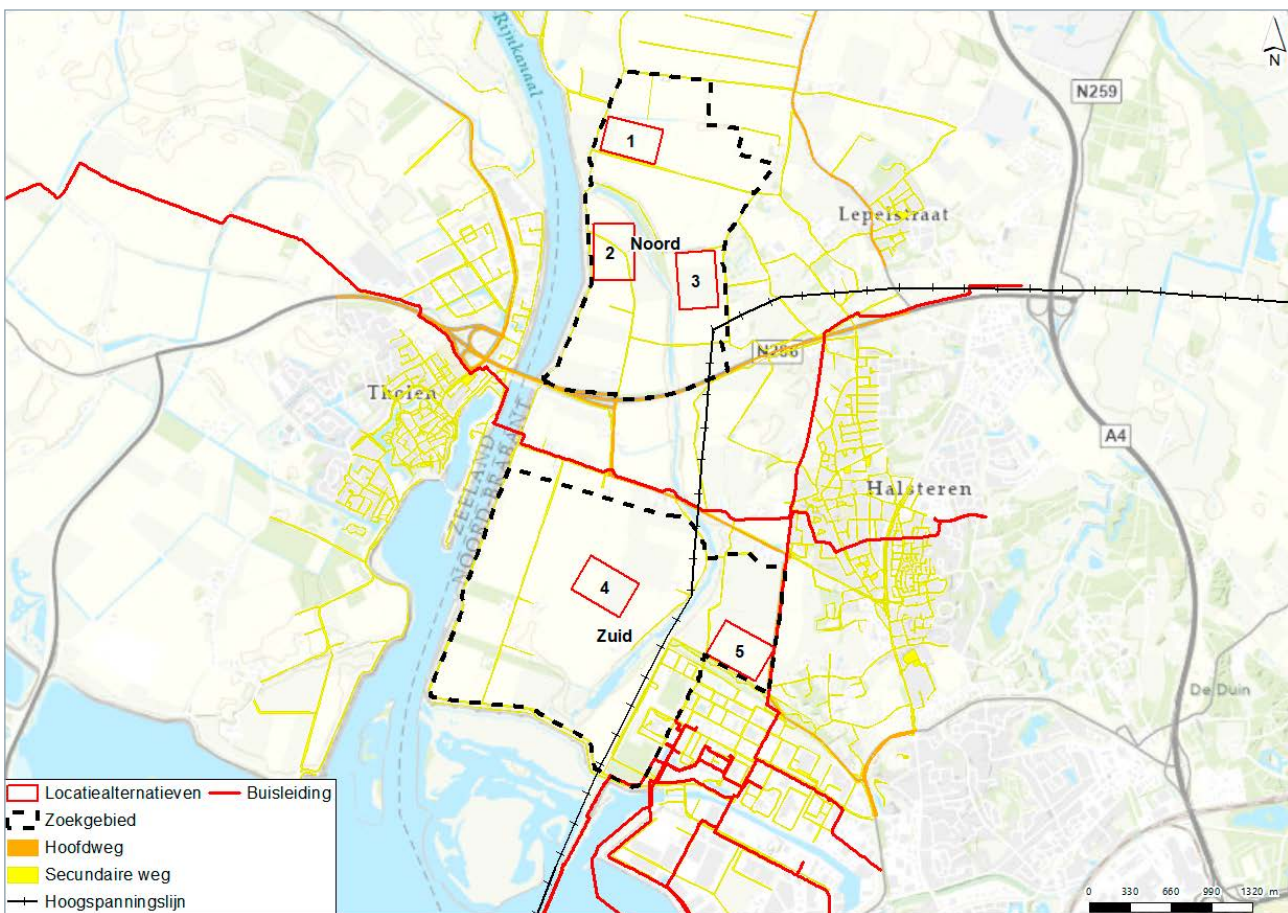 Rijnkanaal
N
N259
1
Lepelstraat
2
Noord
3
N286
Tholen
A4
ZEELAND
NOORD-BRABANT
Halsteren
4
Zuid
5
De Duin
Locatiealternatieven
Buisleiding
Zoekgebied
Hoofdweg
Secundaire weg
Hoogspanningslijn
0 330 660 990 1320 m